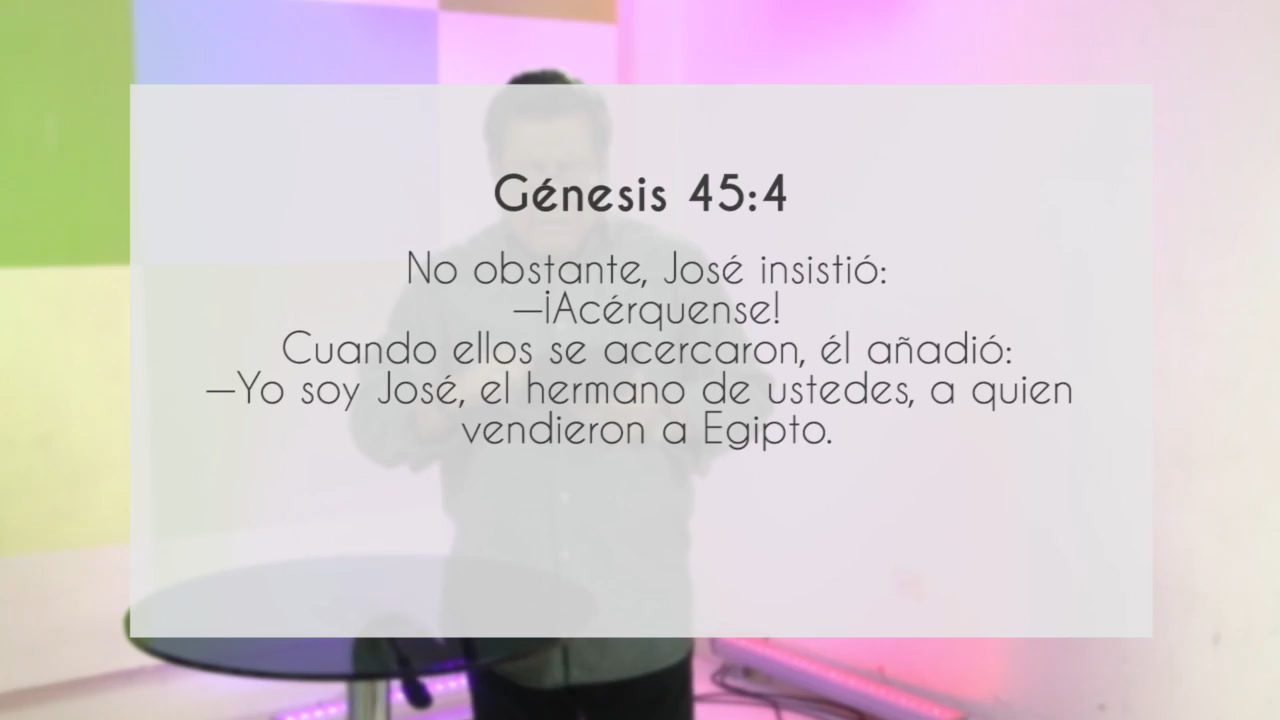 Génesis 45:4
No obstante, José insistió:
—¡Acérquense!
Cuando ellos se acercaron, él añadió:
—Yo soy José, el hermano de ustedes, a quien
vendieron a Egipto.